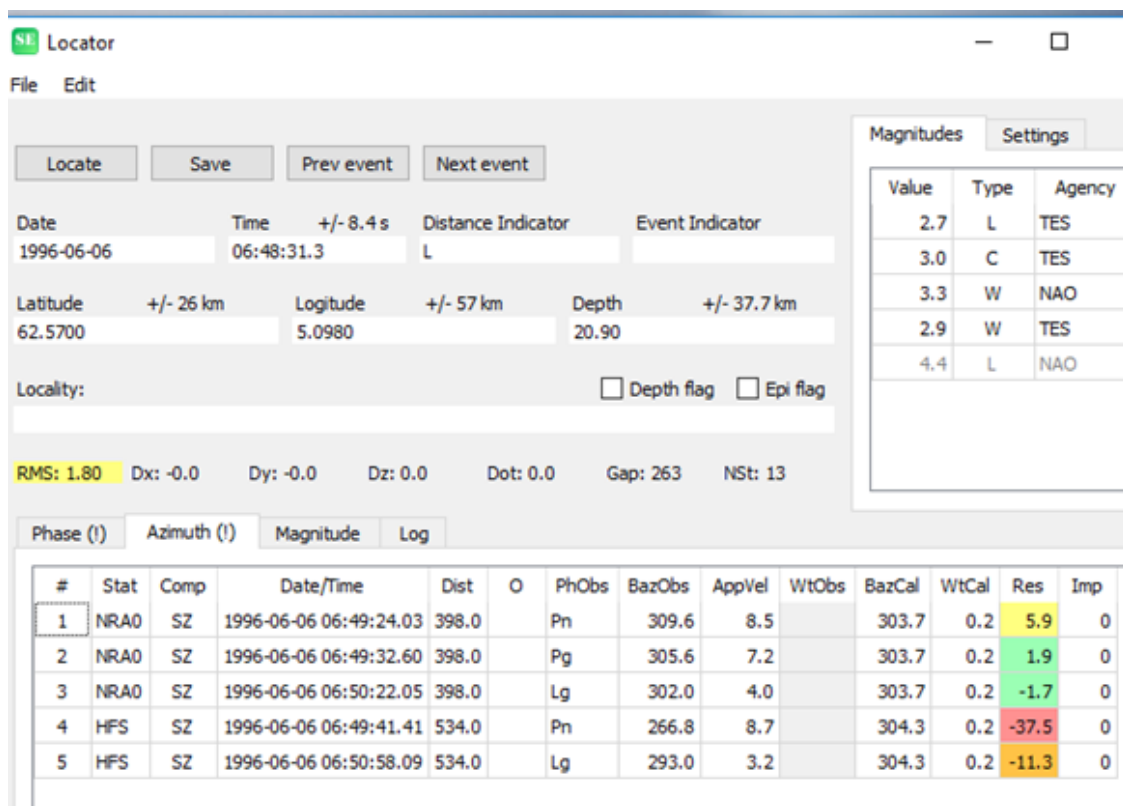 SE Locator
File Edit
Locate Save Prev event Next event
Date Time +/- 8.4 s Distance Indicator Event Indicator
1996-06-06 06:48:31.3 L
Latitude +/- 26 km Logitude +/- 57 km Depth +/- 37.7 km
62.5700 5.0980 20.90
Locality: Depth flag Epi flag
RMS: 1.80 Dx: -0.0 Dy: -0.0 Dz: 0.0 Dot: 0.0 Gap: 263 NSt: 13
Magnitudes Settings
Value Type Agency
2.7 L TES
3.0 C TES
3.3 W NAO
2.9 W TES
4.4 L NAO
Phase (!) Azimuth (!) Magnitude Log
# Stat Comp Date/Time Dist O PhObs BazObs AppVel WtObs BazCal WtCal Res Imp
1 NRA0 SZ 1996-06-06 06:49:24.03 398.0 Pn 309.6 8.5 303.7 0.2 5.9 0
2 NRA0 SZ 1996-06-06 06:49:32.60 398.0 Pg 305.6 7.2 303.7 0.2 1.9 0
3 NRA0 SZ 1996-06-06 06:50:22.05 398.0 Lg 302.0 4.0 303.7 0.2 -1.7 0
4 HFS SZ 1996-06-06 06:49:41.41 534.0 Pn 266.8 8.7 304.3 0.2 -37.5 0
5 HFS SZ 1996-06-06 06:50:58.09 534.0 Lg 293.0 3.2 304.3 0.2 -11.3 0